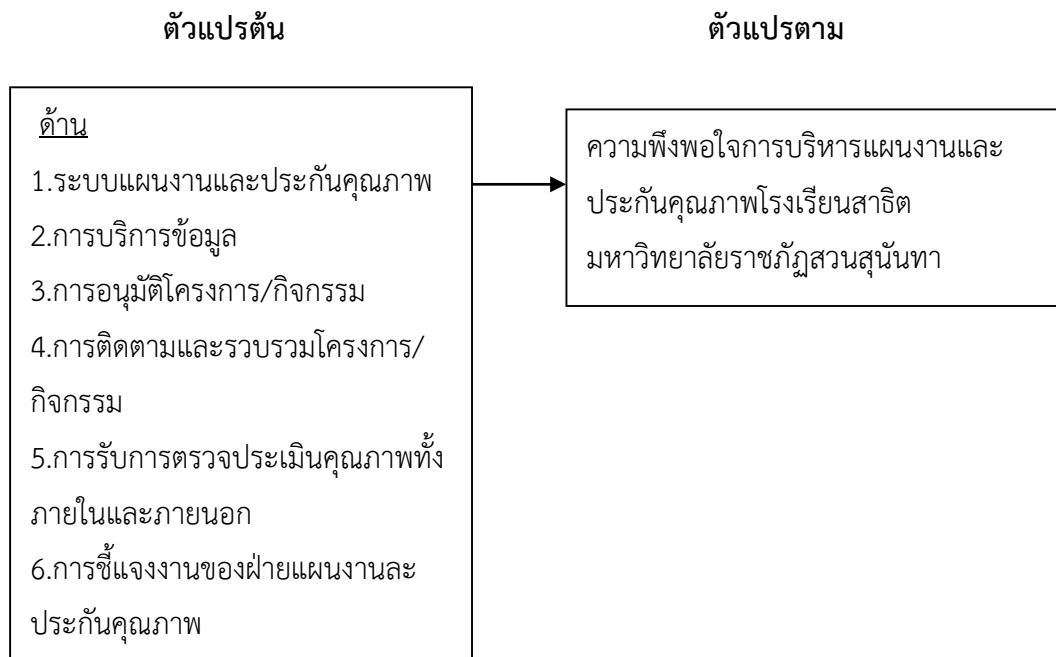 ตัวแปรต้น
ตัวแปรตาม
ด้าน
1.ระบบแผนงานและประกันคุณภาพ
2.การบริการข้อมูล
3.การอนุมัติโครงการ/กิจกรรม
4.การติดตามและรวบรวมโครงการ/
กิจกรรม
5.การรับการตรวจประเมินคุณภาพทั้ง
ภายในและภายนอก
6.การชี้แจงงานของฝ่ายแผนงานละ
ประกันคุณภาพ
ความพึงพอใจการบริหารแผนงานและ
ประกันคุณภาพโรงเรียนสาธิต
มหาวิทยาลัยราชภัฏสวนสุนันทา